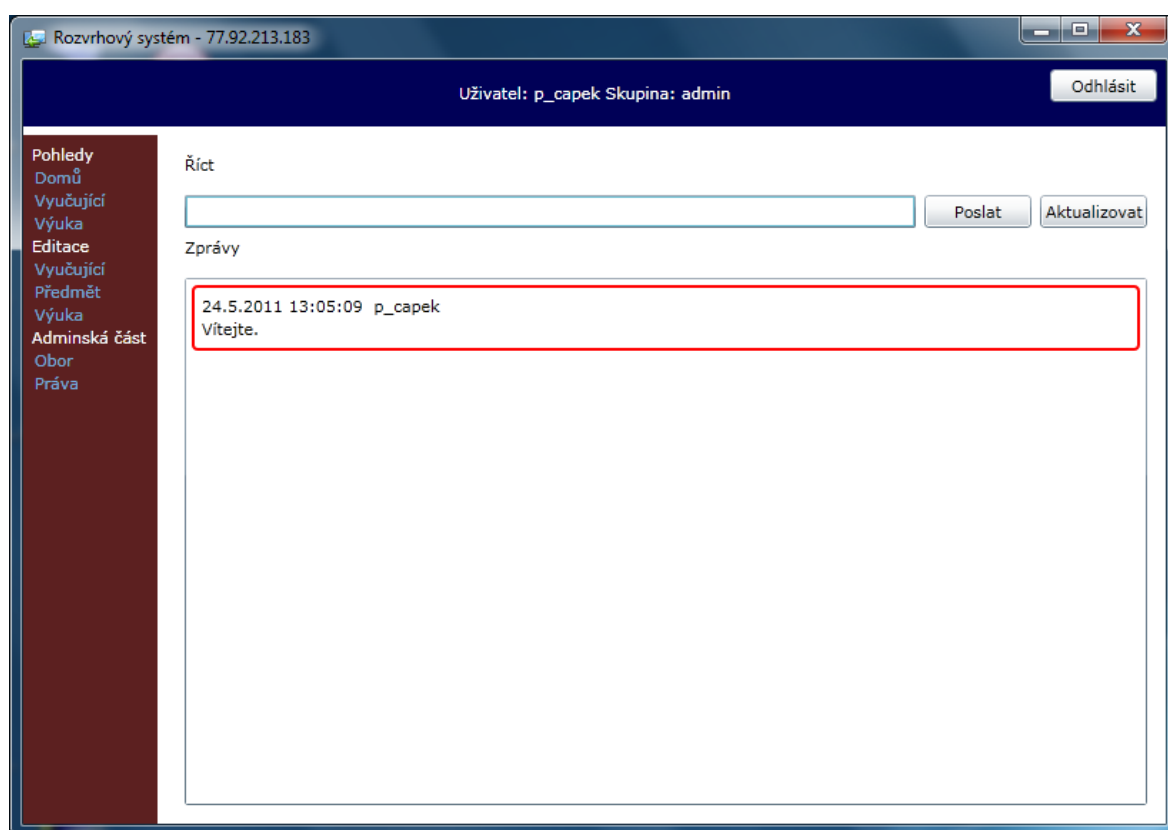 Rozvrhový systém - 77.92.213.183
Uživatel: p_capek Skupina: admin
Odhlásit
Pohledy
Domů
Vyučující
Výuka
Editace
Vyučující
Předmět
Výuka
Adminská část
Obor
Práva
Říct
Poslat
Aktualizovat
Zprávy
24.5.2011 13:05:09 p_capek
Vítejte.